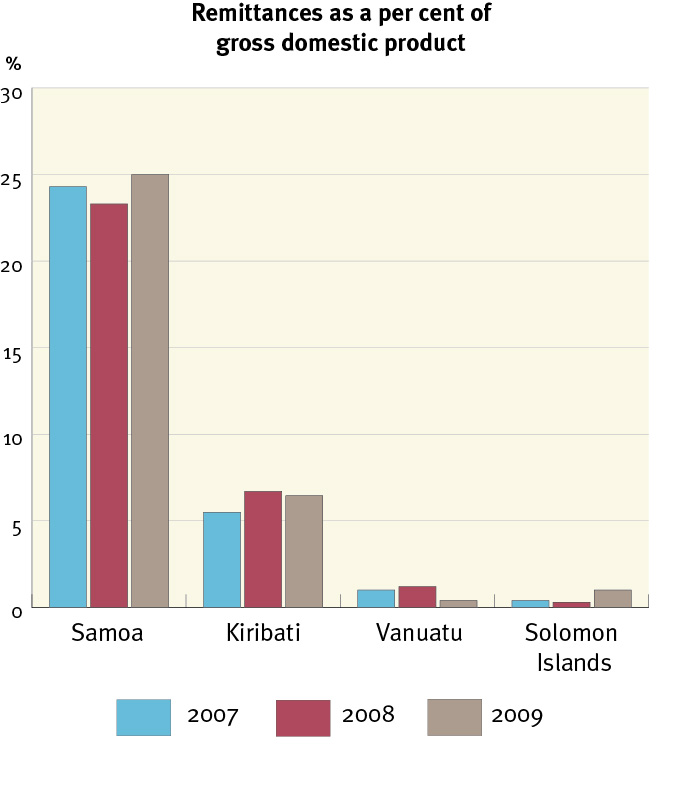 Remittances as a per cent of
gross domestic product
%
30
25
20
15
10
5
0
Samoa Kiribati Vanuatu Solomon
Islands
2007 2008 2009